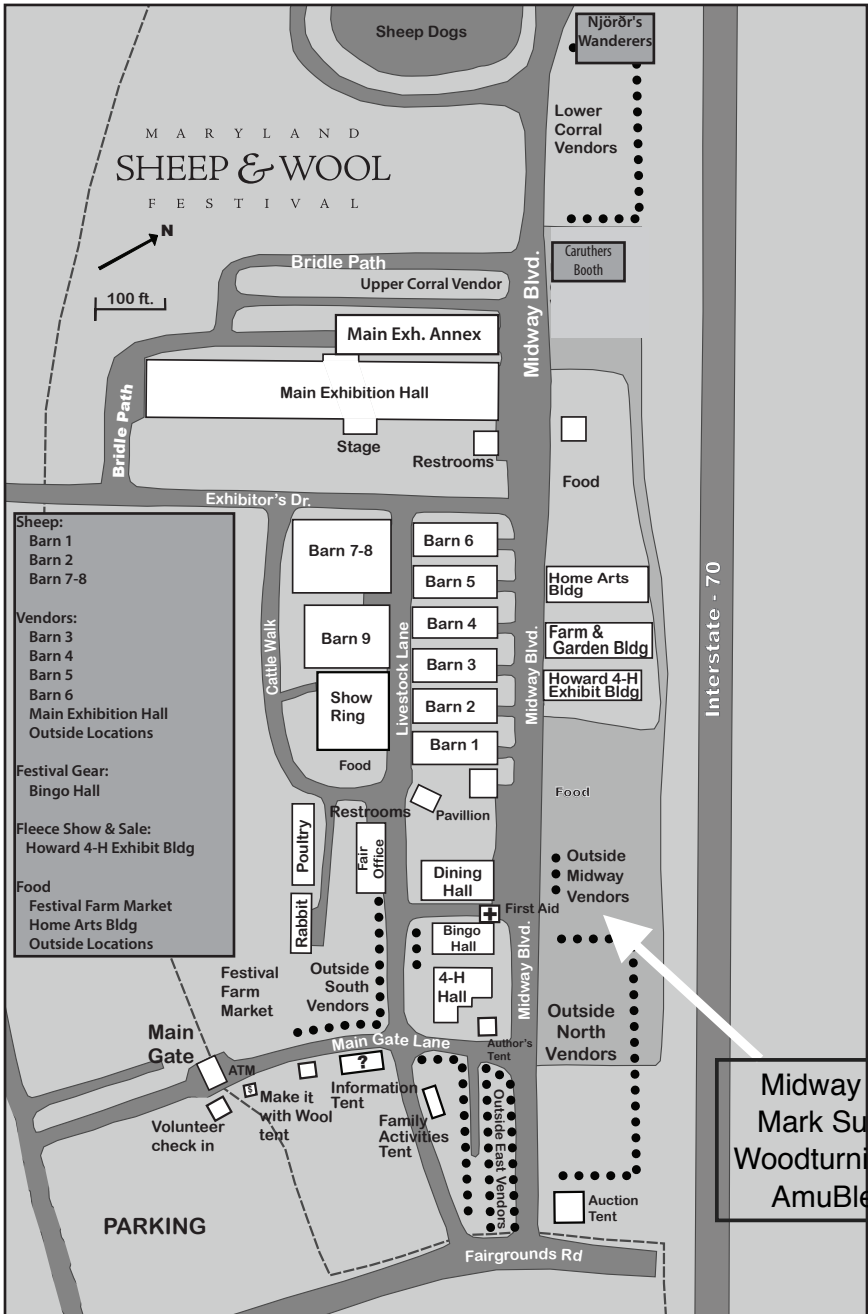 Sheep Dogs
Njörðr's
Wanderers
Lower
Corral
Vendors
MARYLAND
SHEEP & WOOL
FESTIVAL
N
100 ft.
Bridle Path
Upper Corral Vendor
Caruthers
Booth
Midway Blvd.
Main Exh. Annex
Main Exhibition Hall
Bridle Path
Stage
Restrooms
Food
Exhibitor's Dr.
Interstate - 70
Sheep:
Barn 1
Barn 2
Barn 7-8
Vendors:
Barn 3
Barn 4
Barn 5
Barn 6
Main Exhibition Hall
Outside Locations
Festival Gear:
Bingo Hall
Fleece Show & Sale:
Howard 4-H Exhibit Bldg
Food
Festival Farm Market
Home Arts Bldg
Outside Locations
Cattle Walk
Barn 7-8
Barn 9
Show
Ring
Food
Livestock Lane
Barn 6
Barn 5
Barn 4
Barn 3
Barn 2
Barn 1
Midway Blvd.
Home Arts
Bldg
Farm &
Garden Bldg
Howard 4-H
Exhibit Bldg
Food
Restrooms
Pavillion
Poultry
Rabbit
Fair
Office
Dining
Hall
First Aid
Bingo
Hall
4-H
Hall
Midway Blvd.
Outside
Midway
Vendors
Festival
Farm
Market
Outside
South
Vendors
Outside
North
Vendors
Main
Gate
Main Gate Lane
Author's
Tent
ATM
$
?
Information
Tent
Make it
with Wool
tent
Volunteer
check in
Family
Activities
Tent
Outside East Vendors
Auction
Tent
PARKING
Fairgrounds Rd
Midway
Mark Su
Woodturni
AmuBle